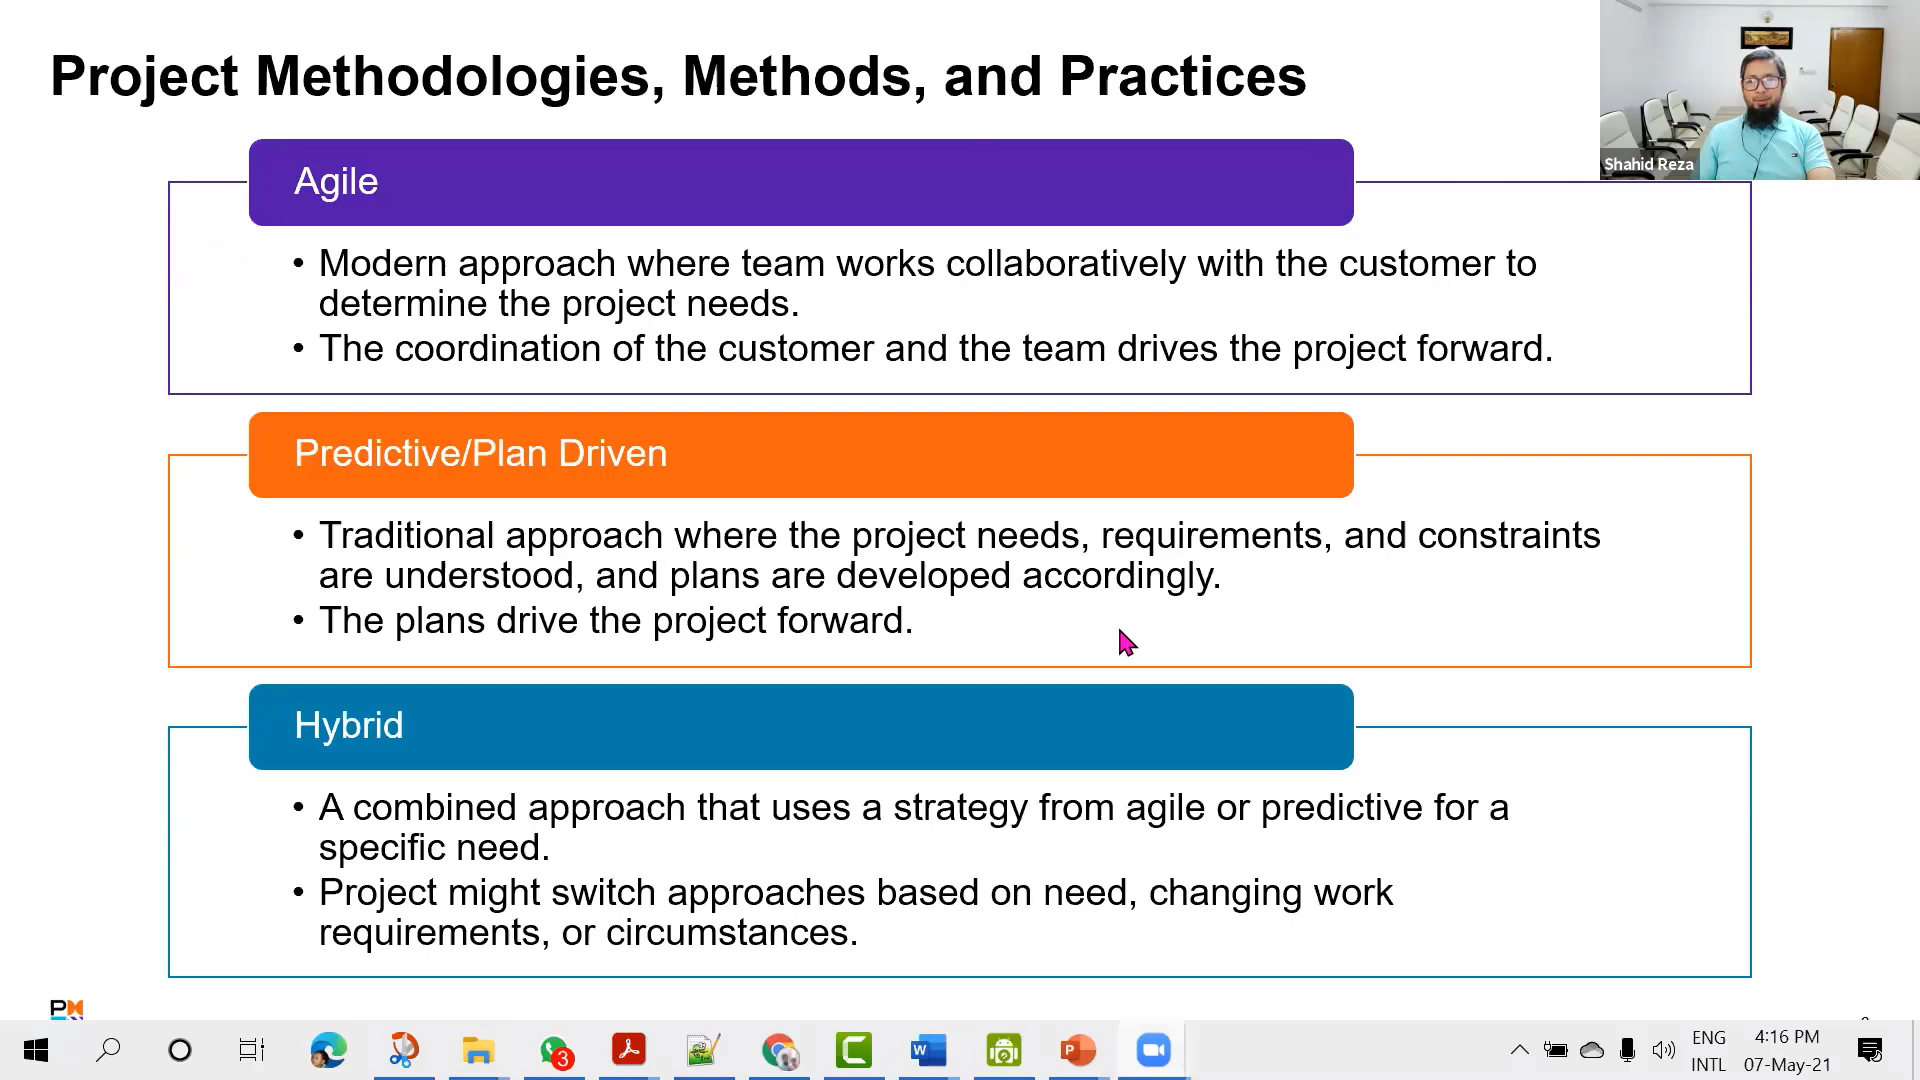 Project Methodologies, Methods, and Practices
Shahid Reza
Agile
• Modern approach where team works collaboratively with the customer to
determine the project needs.
• The coordination of the customer and the team drives the project forward.
Predictive/Plan Driven
• Traditional approach where the project needs, requirements, and constraints
are understood, and plans are developed accordingly.
• The plans drive the project forward.
Hybrid
• A combined approach that uses a strategy from agile or predictive for a
specific need.
• Project might switch approaches based on need, changing work
requirements, or circumstances.
3
W
P
ENG
INTL
4:16 PM
07-May-21